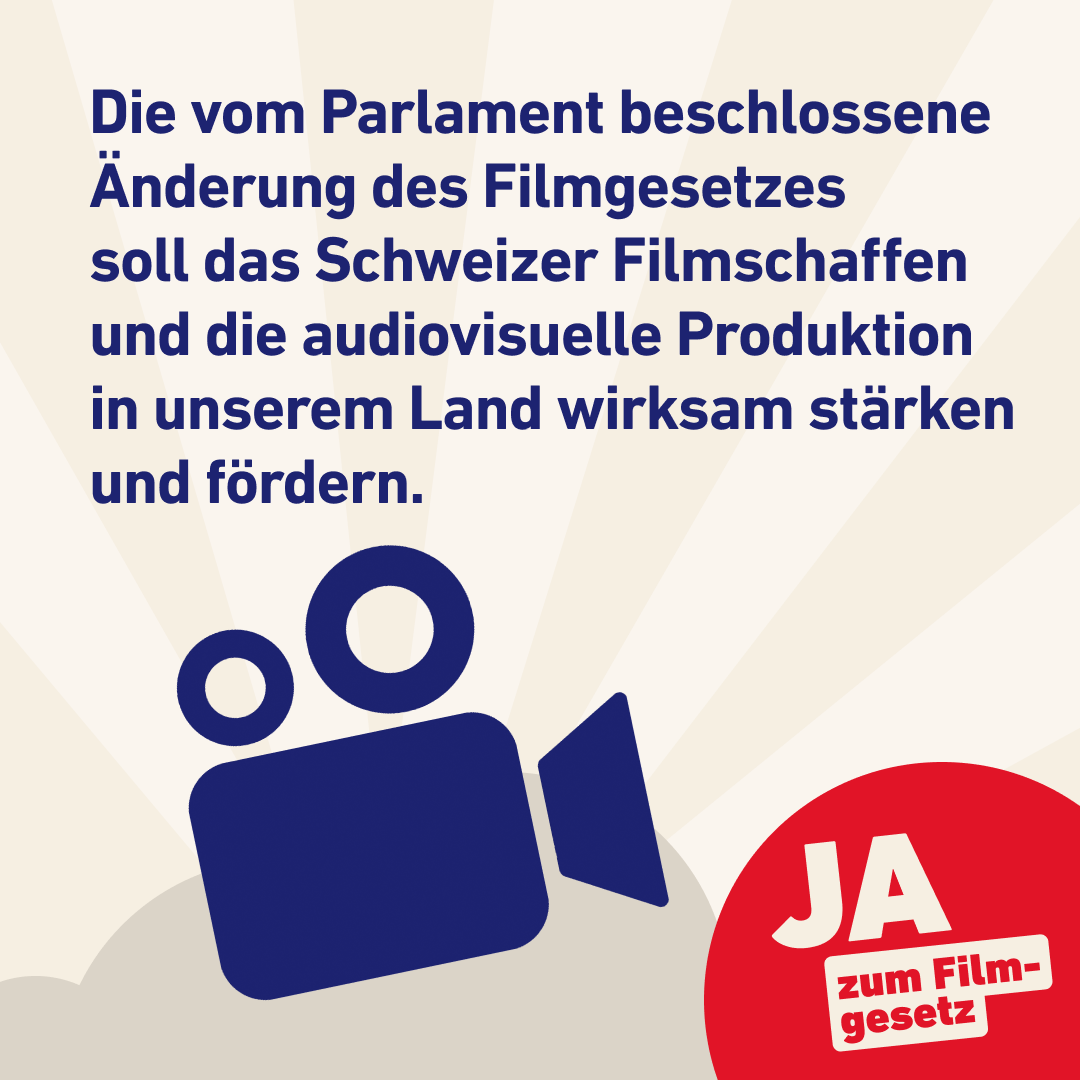 Die vom Parlament beschlossene
Änderung des Filmgesetzes
soll das Schweizer Filmschaffen
und die audiovisuelle Produktion
in unserem Land wirksam stärken
und fördern.
JA
zum Film-
gesetz